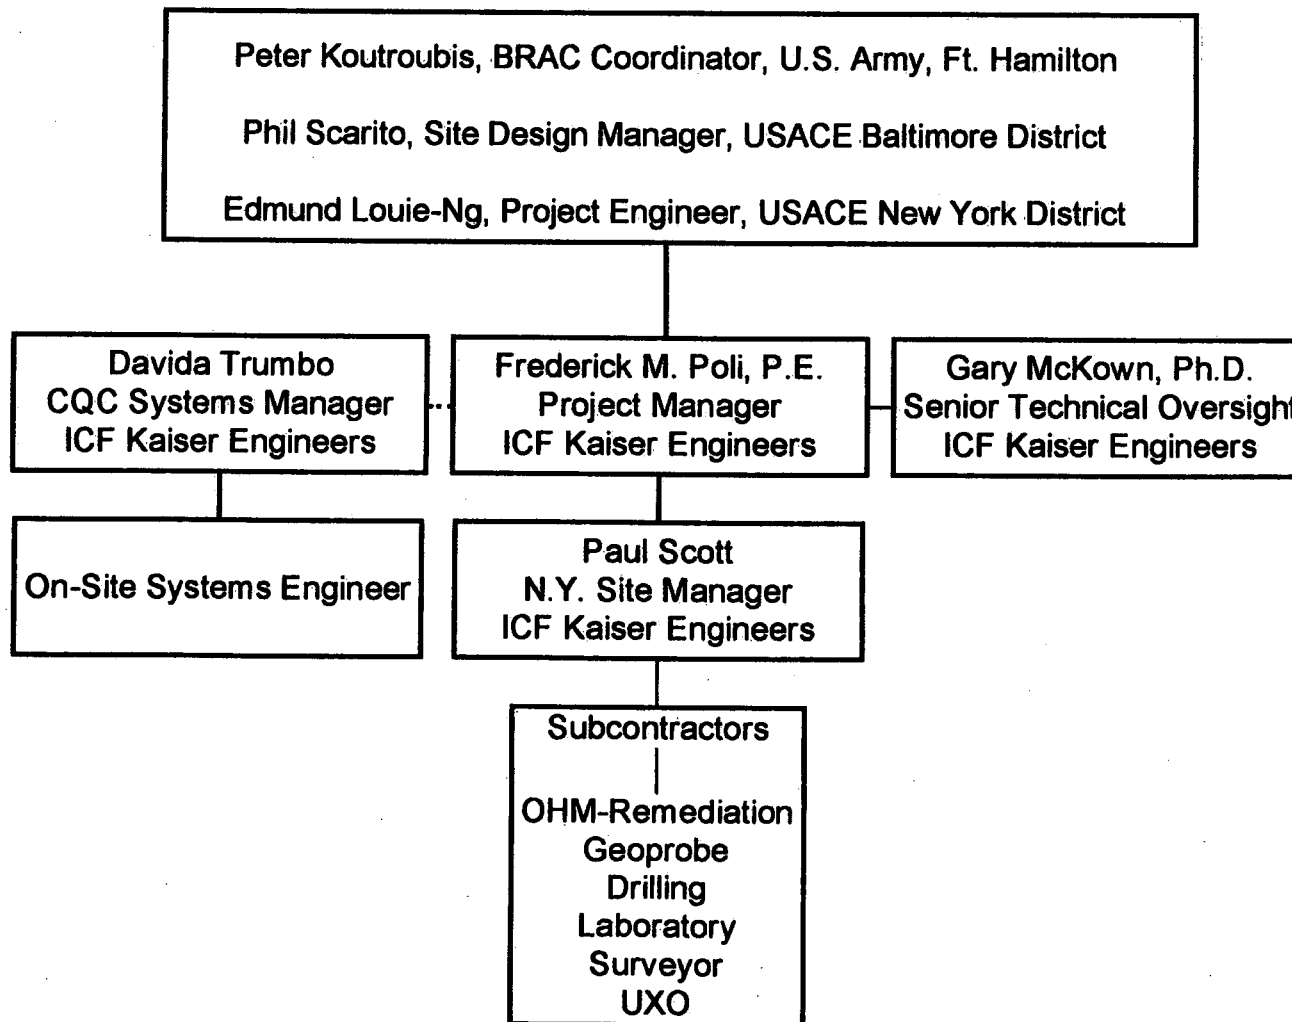 Peter Koutroubis, BRAC Coordinator, U.S. Army, Ft. Hamilton
Phil Scarito, Site Design Manager, USACE Baltimore District
Edmund Louie-Ng, Project Engineer, USACE New York District
Davida Trumbo
CQC Systems Manager
ICF Kaiser Engineers
Frederick M. Poli, P.E.
Project Manager
ICF Kaiser Engineers
Gary McKown, Ph.D.
Senior Technical Oversight
ICF Kaiser Engineers
On-Site Systems Engineer
Paul Scott
N.Y. Site Manager
ICF Kaiser Engineers
Subcontractors
OHM-Remediation
Geoprobe
Drilling
Laboratory
Surveyor
UXO